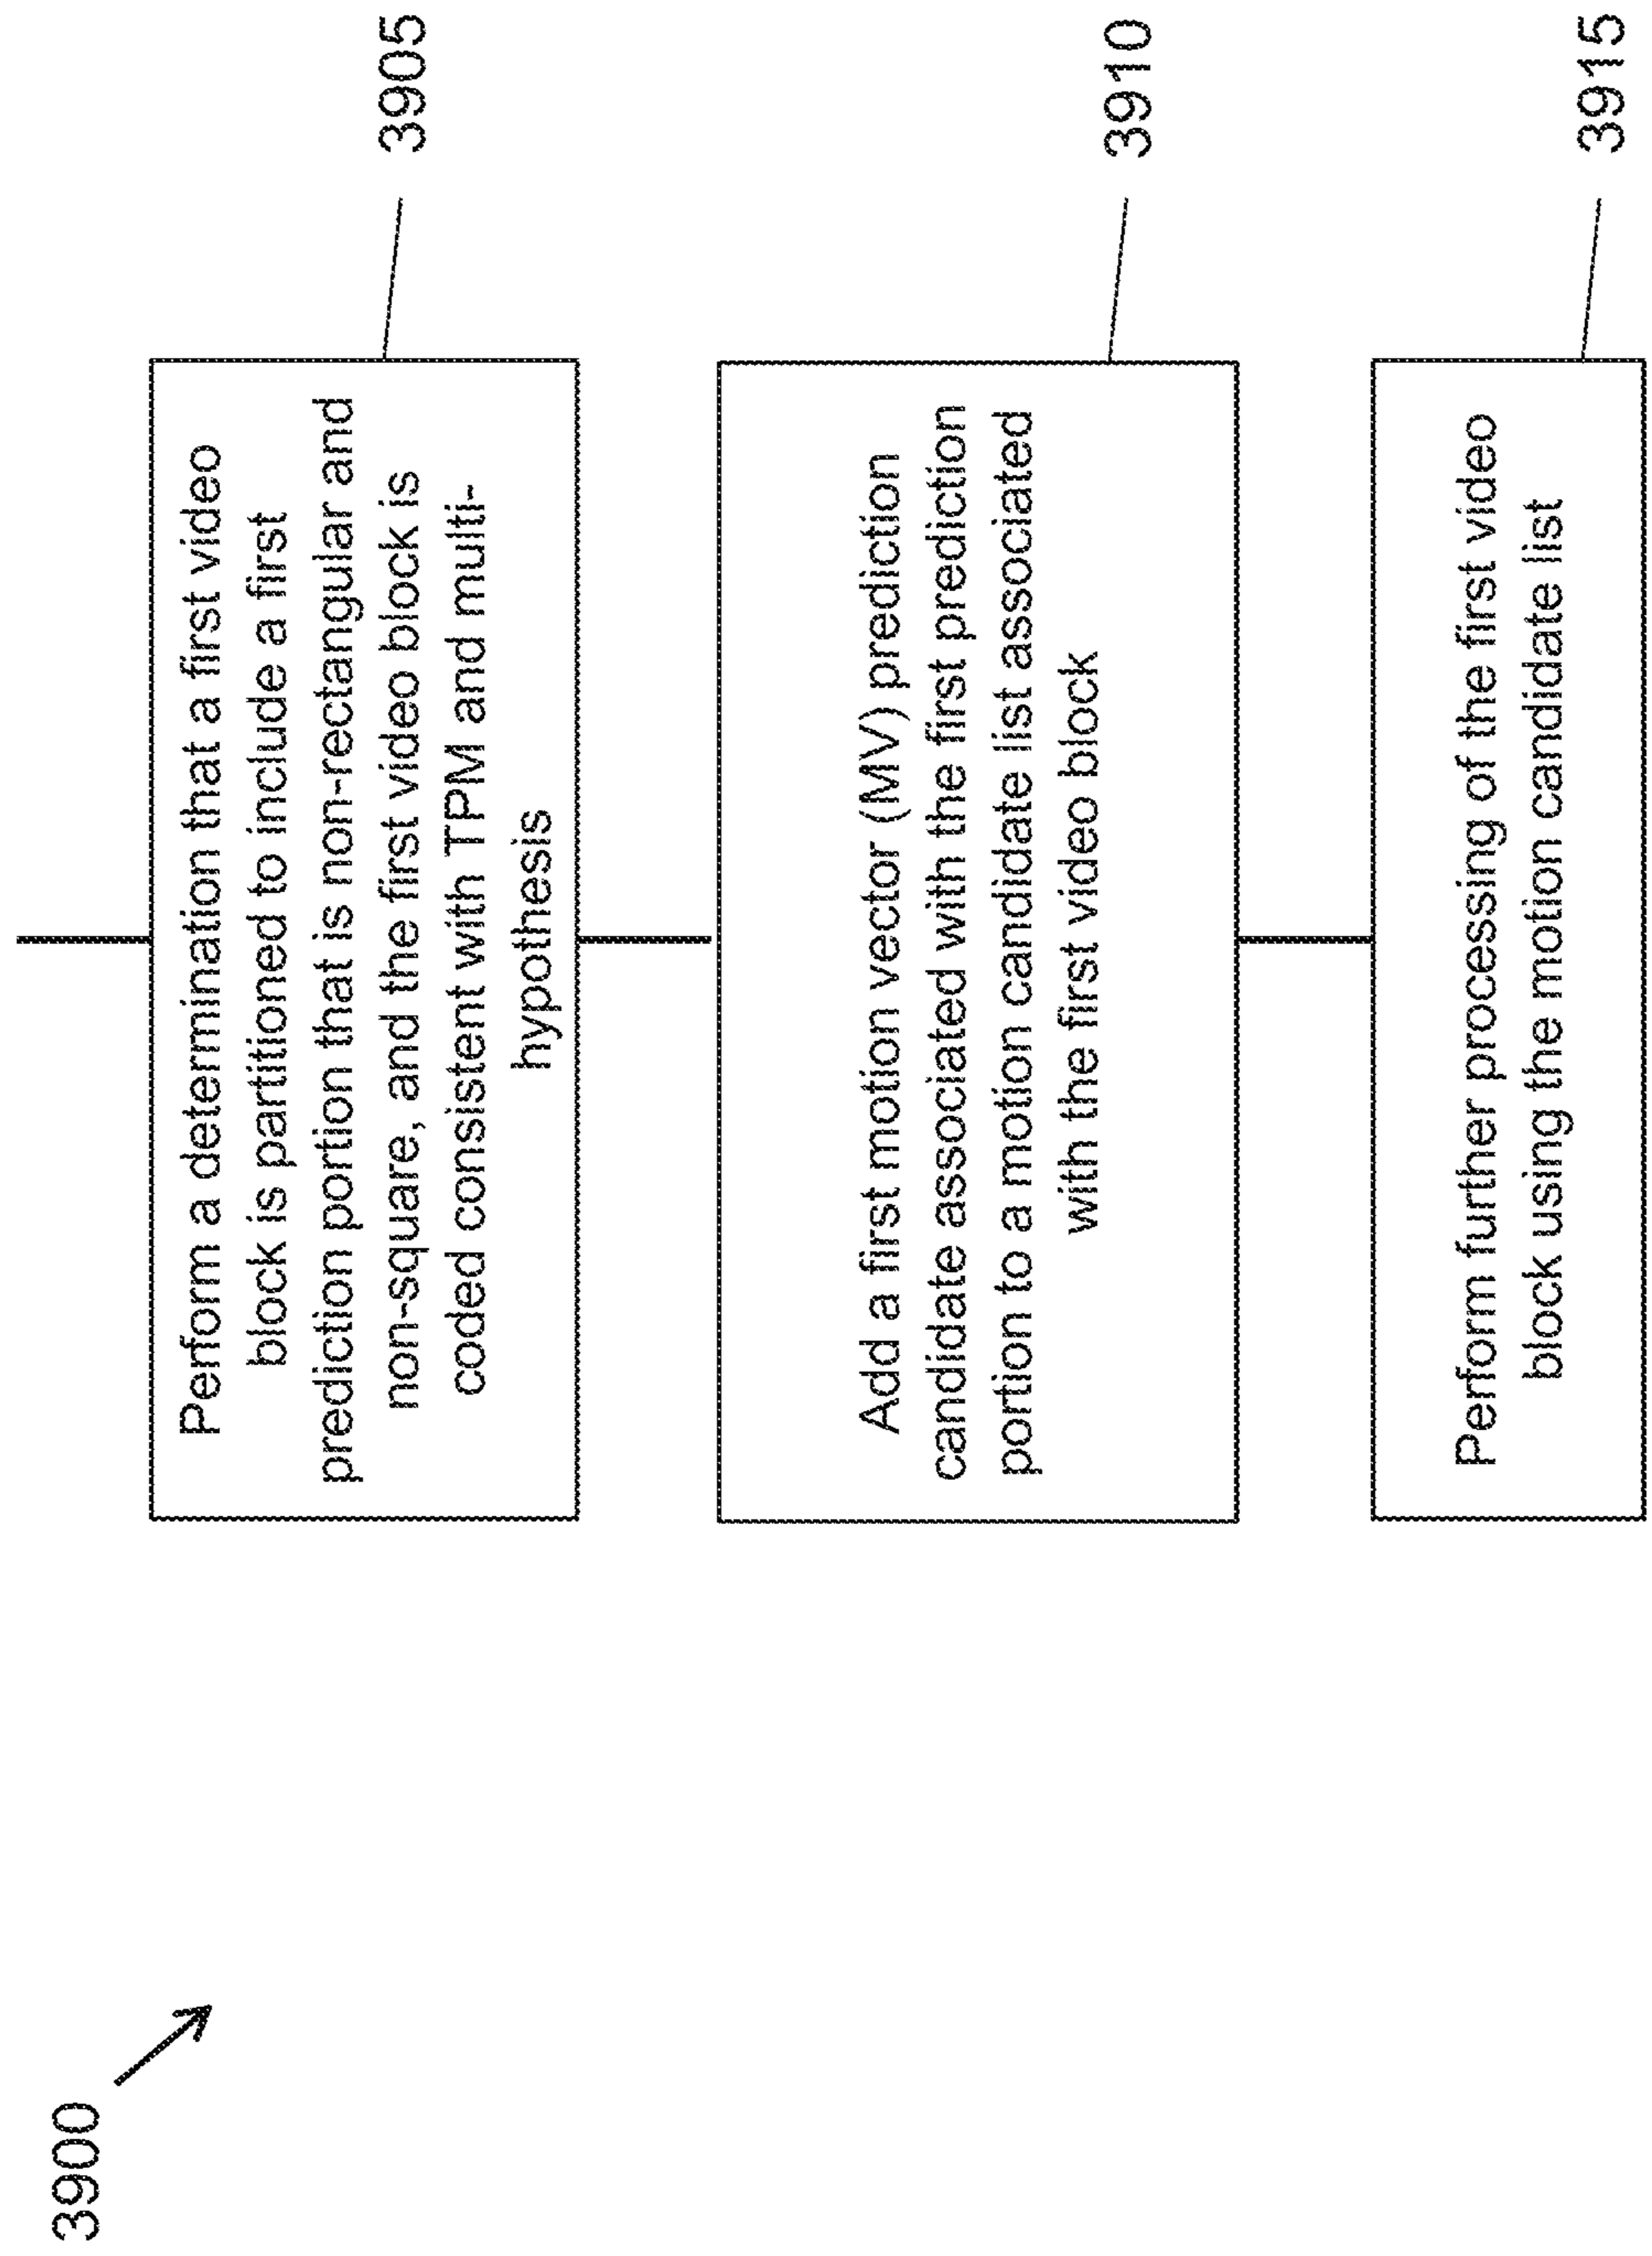 3900
Perform a determination that a first video
block is partitioned to include a first
prediction portion that is non-rectangular and
non-square, and the first video block is
coded consistent with TPM and multi-
hypothesis
3905
Add a first motion vector (MV) prediction
candidate associated with the first prediction
portion to a motion candidate list associated
with the first video block
3910
Perform further processing of the first video
block using the motion candidate list
3915